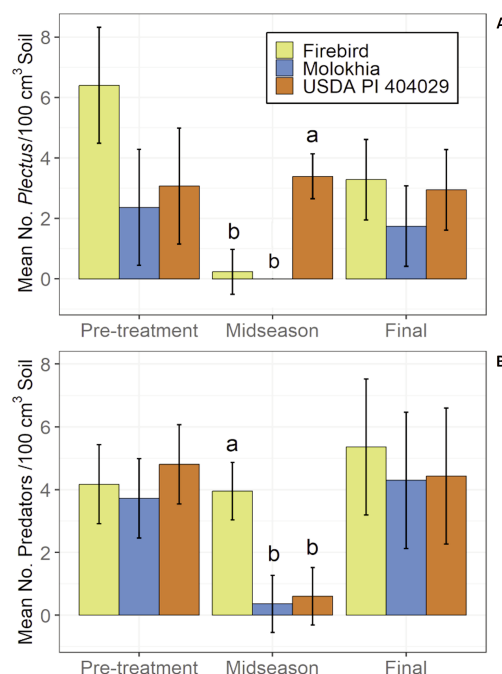 A
Mean No. Plectus/100 cm³ Soil
8
6
4
2
0
Firebird
Molokhia
USDA PI 404029
b
b
a
Pre-treatment Midseason Final
B
Mean No. Predators /100 cm³ Soil
8
6
4
2
0
a
b
b
Pre-treatment Midseason Final